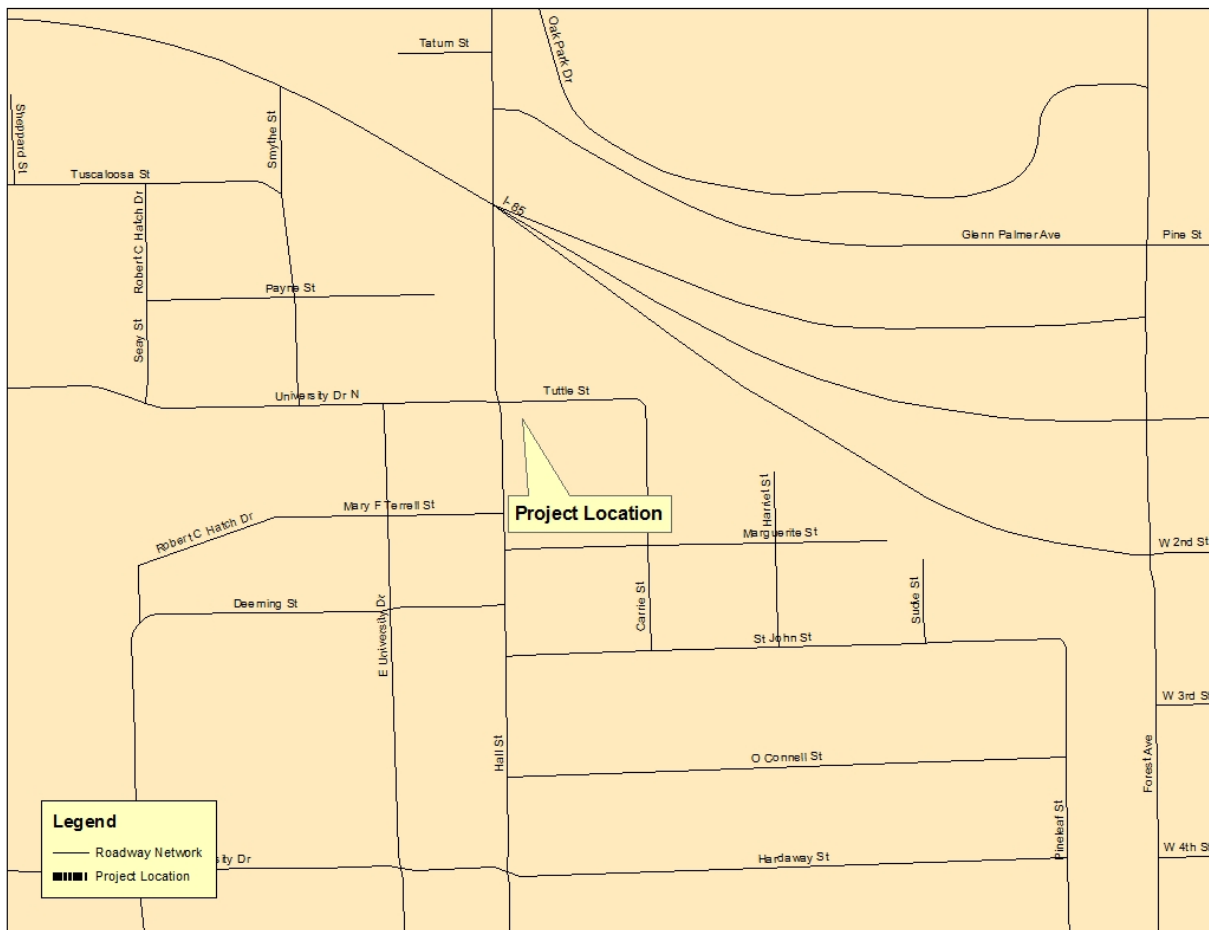 Tatum St
Oak Park Dr
Sheppard St
Smythe St
Tuscaloosa St
Robert C Hatch Dr
I-85
Glenn Palmer Ave
Pine St
Payne St
Seay St
University Dr N
Tuttle St
Project Location
Mary F Terrell St
Harriet St
Robert C Hatch Dr
Marguerite St
W 2nd St
Deeming St
E University Dr
Carrie St
Sudie St
St John St
W 3rd St
Hall St
O Connell St
Forest Ave
Pineleaf St
Legend
Roadway Network
Project Location
sity Dr
Hardaway St
W 4th St